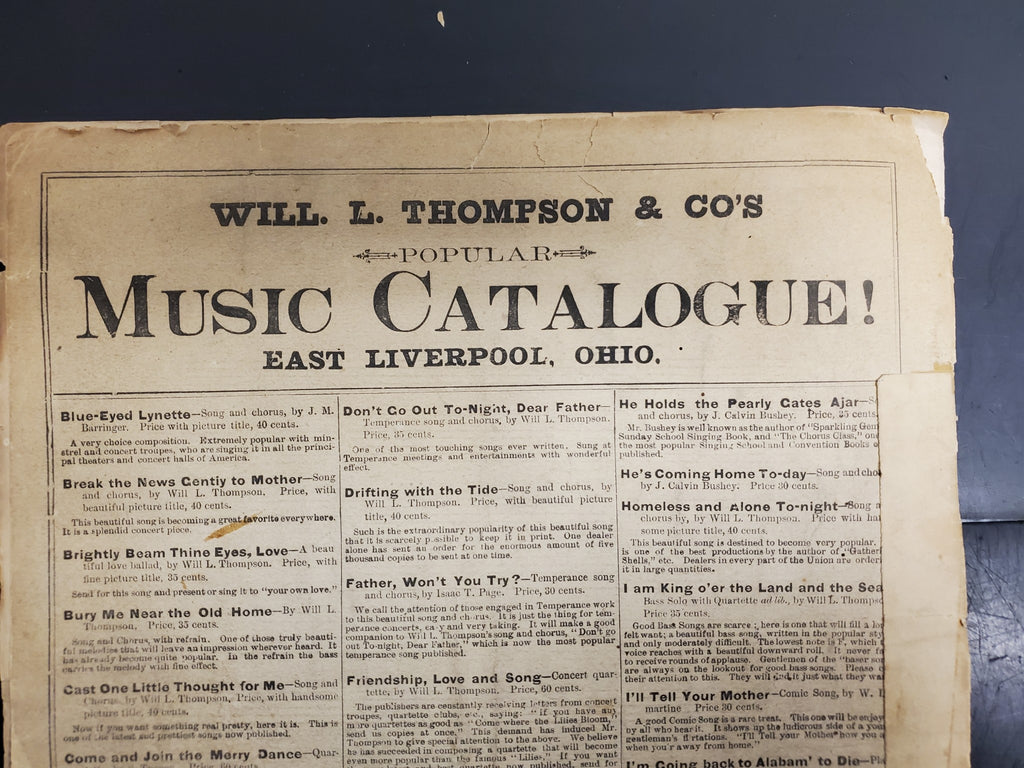 WILL. L. THOMPSON & CO'S
POPULAR
MUSIC CATALOGUE!
EAST LIVERPOOL, OHIO.
Blue-Eyed Lynette—Song and chorus, by J. M.
Barringer. Price with picture title, 40 cents.
A very choice composition. Extremely popular with min-
strel and concert troupes, who are singing it in all the princi-
pal theaters and concert halls of America.
Break the News Gently to Mother—Song
and chorus, by Will L. Thompson. Price, with
beautiful picture title, 40 cents.
This beautiful song is becoming a great favorite everywhere.
It is a splendid concert piece.
Brightly Beam Thine Eyes, Love—A beau
tiful love ballad, by Will L. Thompson. Price, with
fine picture title, 35 cents.
Send for this song and present or sing it to "your own love."
Bury Me Near the Old Home—By Will L.
Thompson, Price, 35 cents.
Song and Chorus, with refrain. One of those truly beauti-
ful melodies that will leave an impression wherever heard. It
has already become quite popular. In the refrain the bass
carries the melody with fine effect.
Cast One Little Thought for Me—Song and
Chorus, by Will L. Thompson, Price, with handsome
picture title, 40 cents.
Now if you want something real pretty, here it is. This is
one of the latest and prettiest songs now published.
Come and Join the Merry Dance—Quar-
Don't Go Out To-Night, Dear Father—
Temperance song and chorus, by Will L. Thompson.
Price, 35 cents.
One of the most touching songs ever written. Sung at
Temperance meetings and entertainments with wonderful
effect.
Drifting with the Tide—Song and chorus, by
Will L. Thompson. Price, with beautiful picture
title, 40 cents.
Such is the extraordinary popularity of this beautiful song
that it is scarcely possible to keep it in print. One dealer
alone has sent an order for the enormous amount of five
thousand copies to be sent at one time.
Father, Won't You Try?—Temperance song
and chorus, by Isaac T. Page. Price, 30 cents.
We call the attention of those engaged in Temperance work
to this beautiful song and chorus. It is just the thing for tem-
perance concerts, easy and very taking. It will make a good
companion to Will L. Thompson's song and chorus, "Don't go
out To-night, Dear Father," which is now the most popular
temperance song published.
Friendship, Love and Song—Concert quar-
tette, by Will L. Thompson. Price, 60 cents.
The publishers are constantly receiving letters from concert
troupes, quartette clubs, etc., saying: "if you have any
more quartettes as good as "Come where the Lilies Bloom,"
send us copies at once." This demand has induced Mr.
Thompson to give special attention to the above. We believe
he has succeeded in composing a quartette that will become
even more popular than the famous "Lilies." If you want
quartette now published, send for
He Holds the Pearly Gates Ajar—S
and chorus, by J. Calvin Bushey. Price, 35 cents
Mr. Bushey is well known as the author of "Sparkling Gem
Sunday School Singing Book, and "The Chorus Class," one
the most popular Singing School and Convention Books
published.
He's Coming Home To-day—Song and cho
by J. Calvin Bushey. Price 30 cents.
Homeless and Alone To-night—Song a
chorus by, by Will L. Thompson. Price with ha
some picture title, 40 cents.
This beautiful song is destined to become very popular.
is one of the best productions by the author of "Gather
Shells," etc. Dealers in every part of the Union are orderi
it in large quantities.
I am King o'er the Land and the Sea
Bass Solo with Quartette ad lib., by Will L. Thompso
Price 35 cents.
Good Bass Songs are scarce; here is one that will fill a lo
felt want; a beautiful bass song, written in the popular sty
and only moderately difficult. The lowest note is F, which
voice reaches with a beautiful downward roll. It never fa
to receive rounds of applause. Gentlemen of the "baser sor
are always on the lookout for good bass songs. Please
their attention to this. They will find it just what they wa
I'll Tell Your Mother—Comic Song, by W. I
martine Price 30 cents.
A good Comic Song is a rare treat. This one will be enjoy
by all who hear it. It shows up the ludicrous side of a you
gentleman's flirtations. "I'll Tell your Mother how you a
when you'r away from home."
I'm Going back to Alabam' to Die—Pl